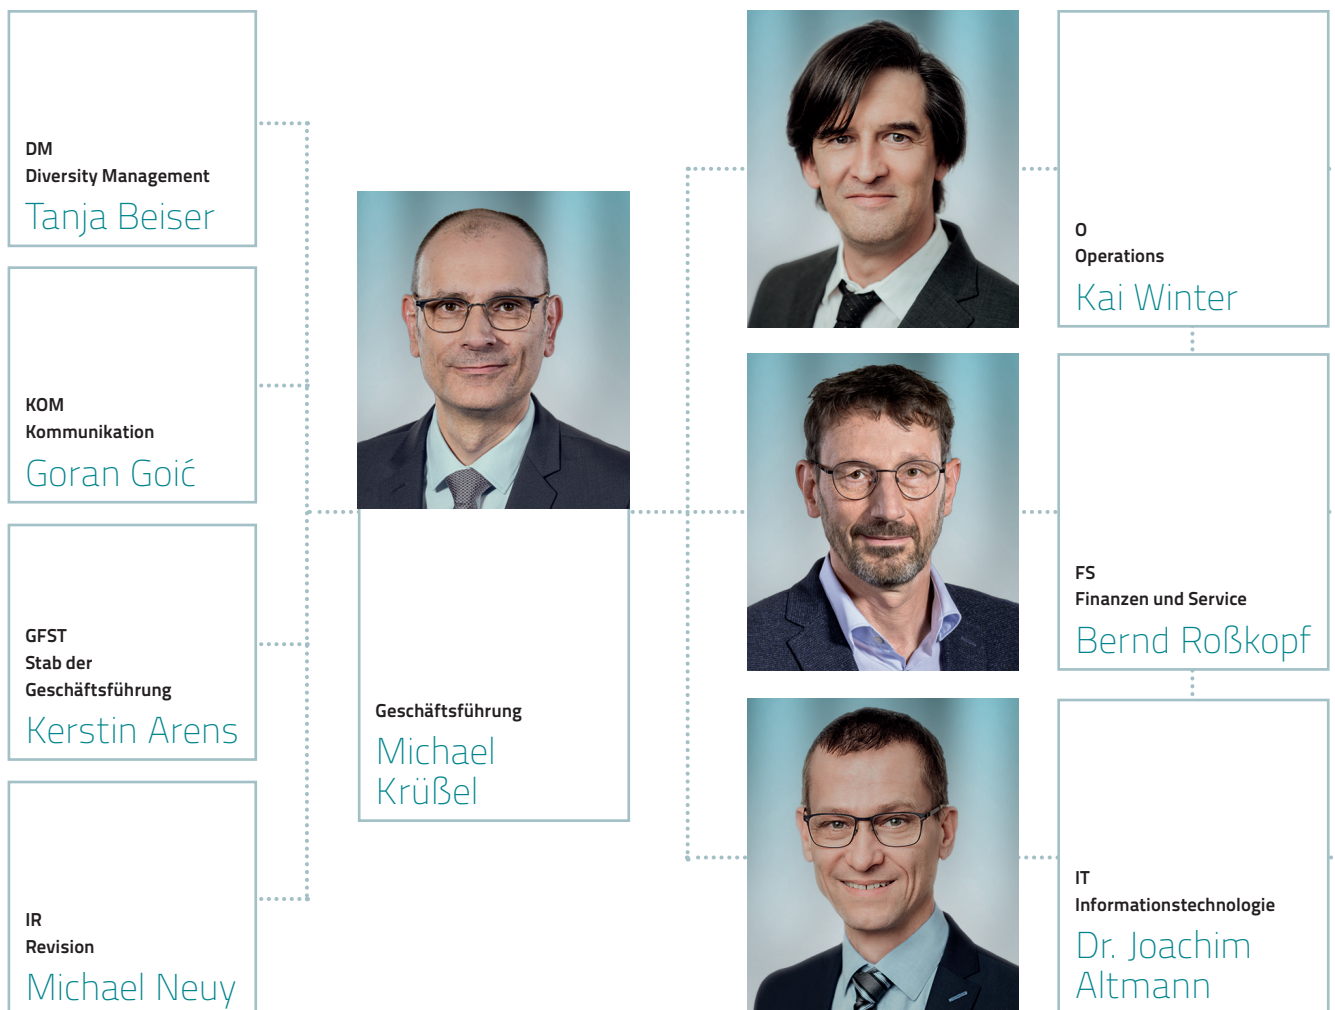 DM
Diversity Management
Tanja Beiser
KOM
Kommunikation
Goran Goić
GFST
Stab der
Geschäftsführung
Kerstin Arens
IR
Revision
Michael Neuy
Geschäftsführung
Michael
Krüßel
O
Operations
Kai Winter
FS
Finanzen und Service
Bernd Roßkopf
IT
Informationstechnologie
Dr. Joachim
Altmann